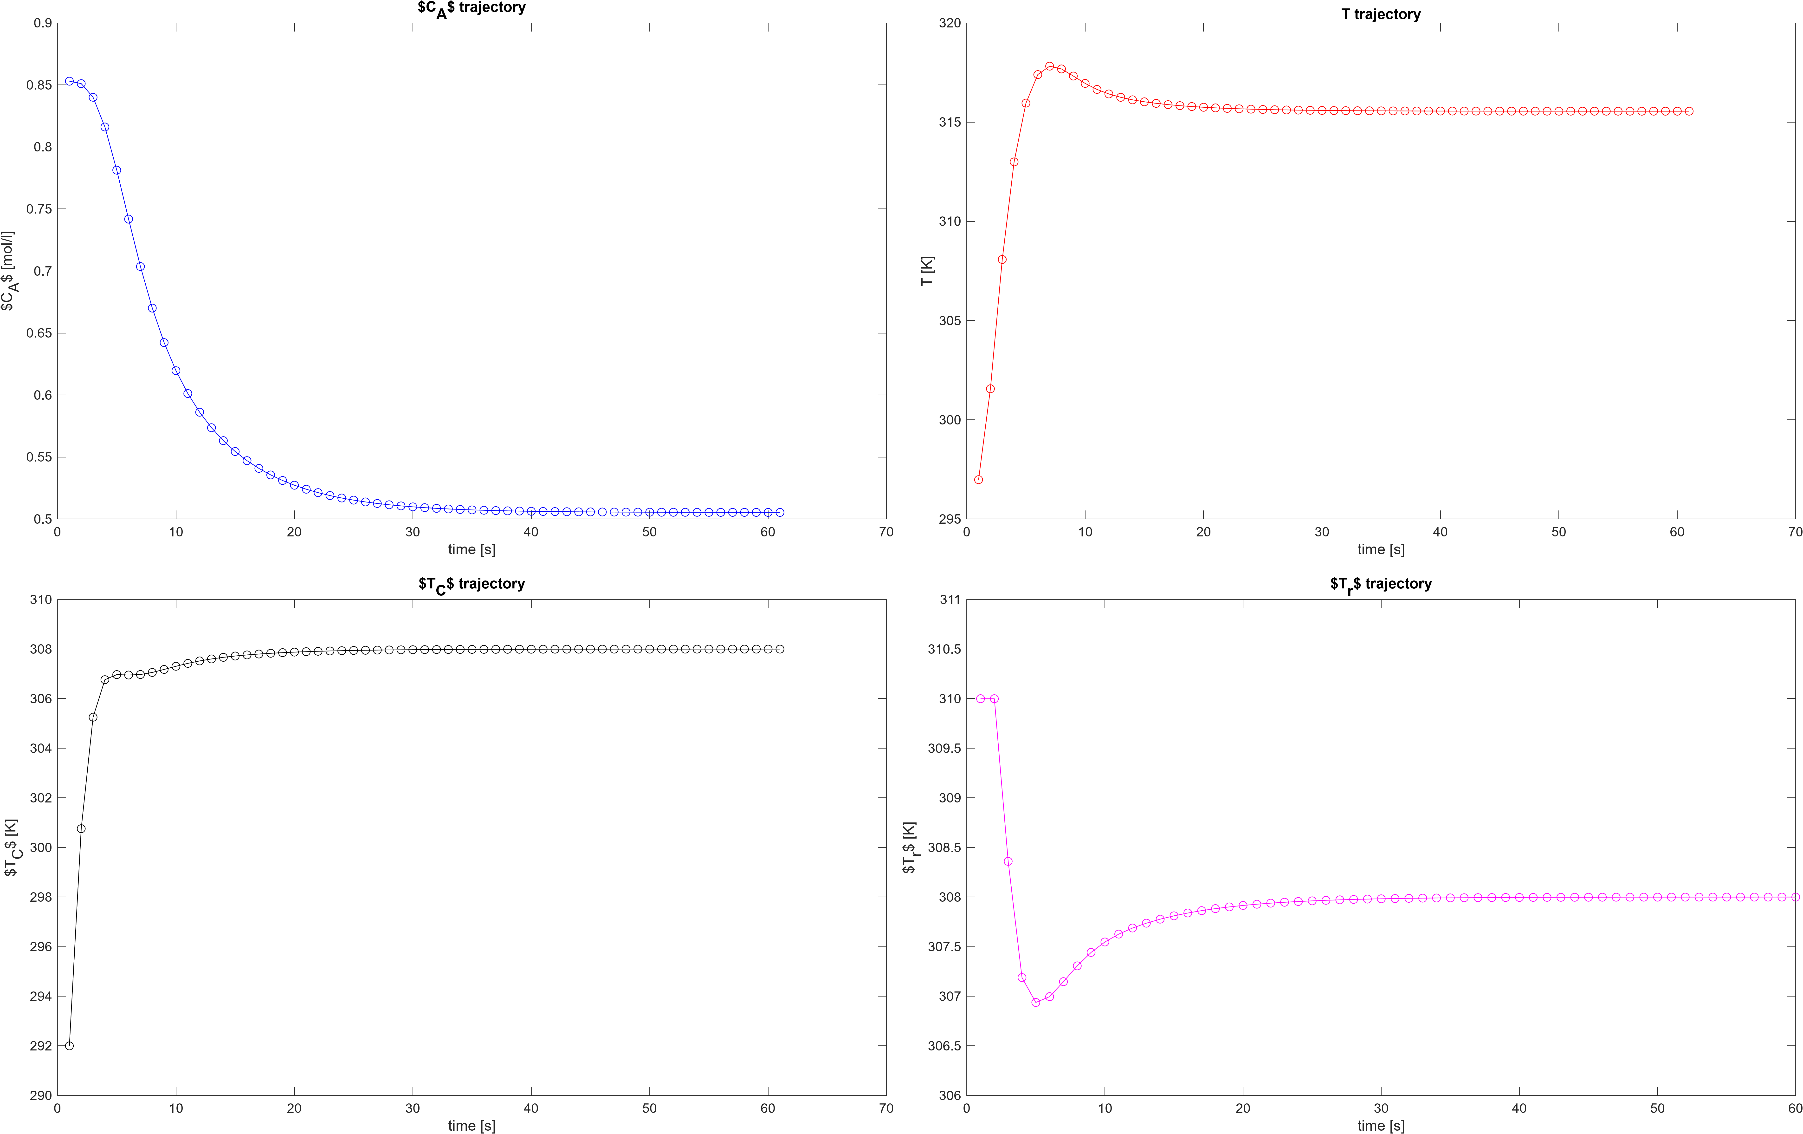 $C_A$ trajectory
0.9
0.85
0.8
0.75
0.7
0.65
0.6
0.55
0.5
$C_A$ [mol/l]
0 10 20 30 40 50 60 70
time [s]
T trajectory
320
315
310
305
300
295
T [K]
0 10 20 30 40 50 60 70
time [s]
$T_C$ trajectory
310
308
306
304
302
300
298
296
294
292
290
$T_C$ [K]
0 10 20 30 40 50 60 70
time [s]
$T_r$ trajectory
311
310.5
310
309.5
309
308.5
308
307.5
307
306.5
306
$T_r$ [K]
0 10 20 30 40 50 60
time [s]